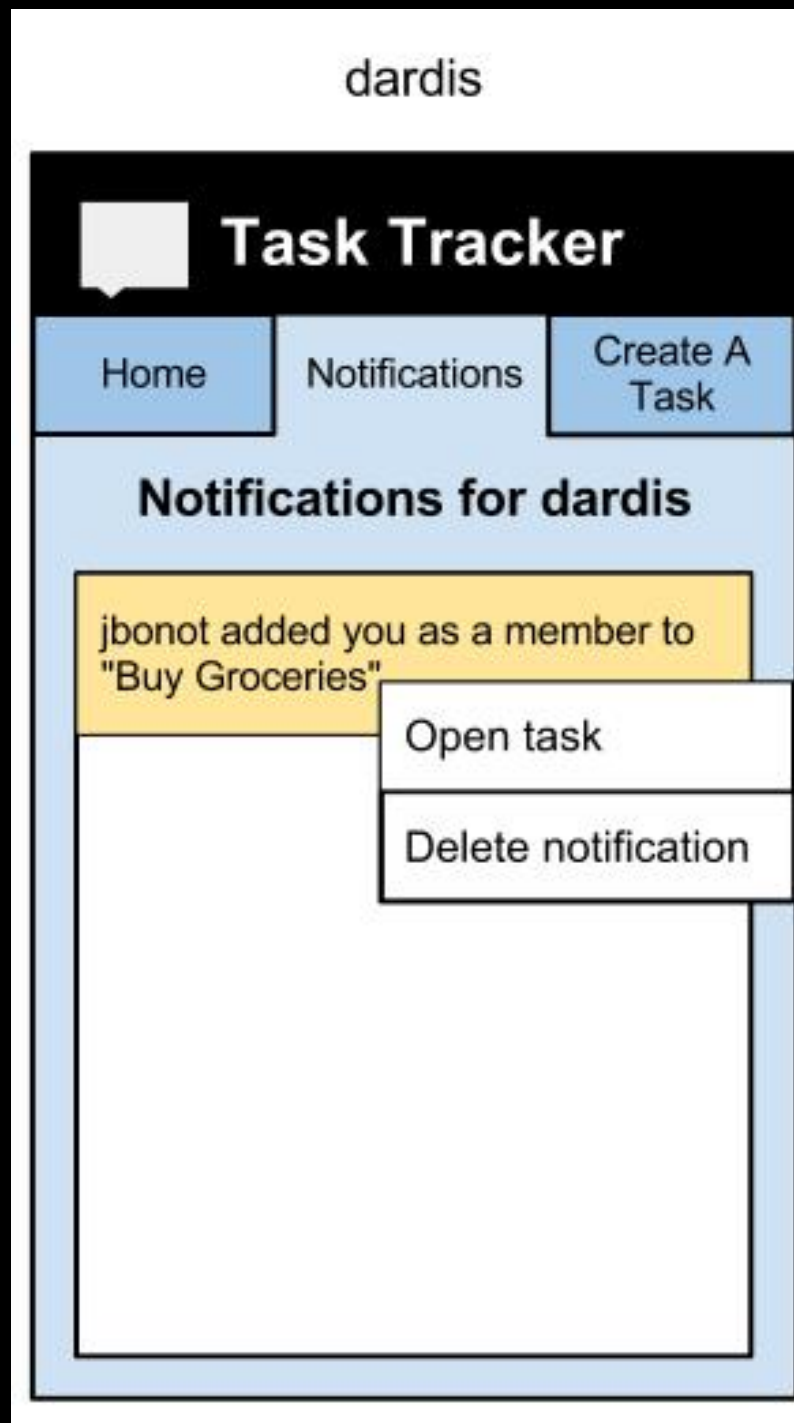 dardis
Task Tracker
Home
Notifications
Create A
Task
Notifications for dardis
jbonot added you as a member to
"Buy Groceries"
Open task
Delete notification